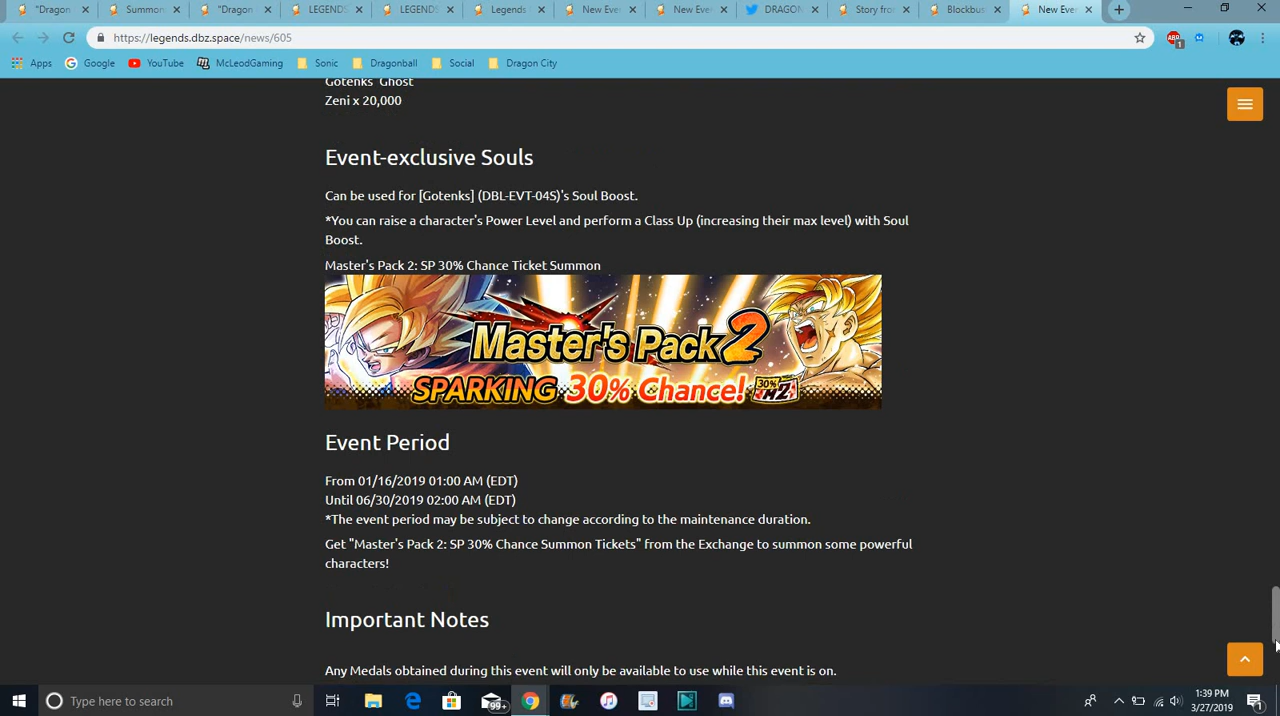 "Dragon
Summon
"Dragon
LEGENDS
LEGENDS
Legends
New Eve
New Eve
DRAGON
Story fro
Blockbus
New Eve
https://legends.dbz.space/news/605
ABP
1
Apps
Google
YouTube
McLeodGaming
Sonic
Dragonball
Social
Dragon City
Gotenks' Ghost
Zeni x 20,000
Event-exclusive Souls
Can be used for [Gotenks] (DBL-EVT-04S)'s Soul Boost.
*You can raise a character's Power Level and perform a Class Up (increasing their max level) with Soul
Boost.
Master's Pack 2: SP 30% Chance Ticket Summon
Master's Pack 2
SPARKING 30% Chance!
30%
M2
Event Period
From 01/16/2019 01:00 AM (EDT)
Until 06/30/2019 02:00 AM (EDT)
*The event period may be subject to change according to the maintenance duration.
Get "Master's Pack 2: SP 30% Chance Summon Tickets" from the Exchange to summon some powerful
characters!
Important Notes
Any Medals obtained during this event will only be available to use while this event is on.
Type here to search
99+
1:39 PM
3/27/2019
1